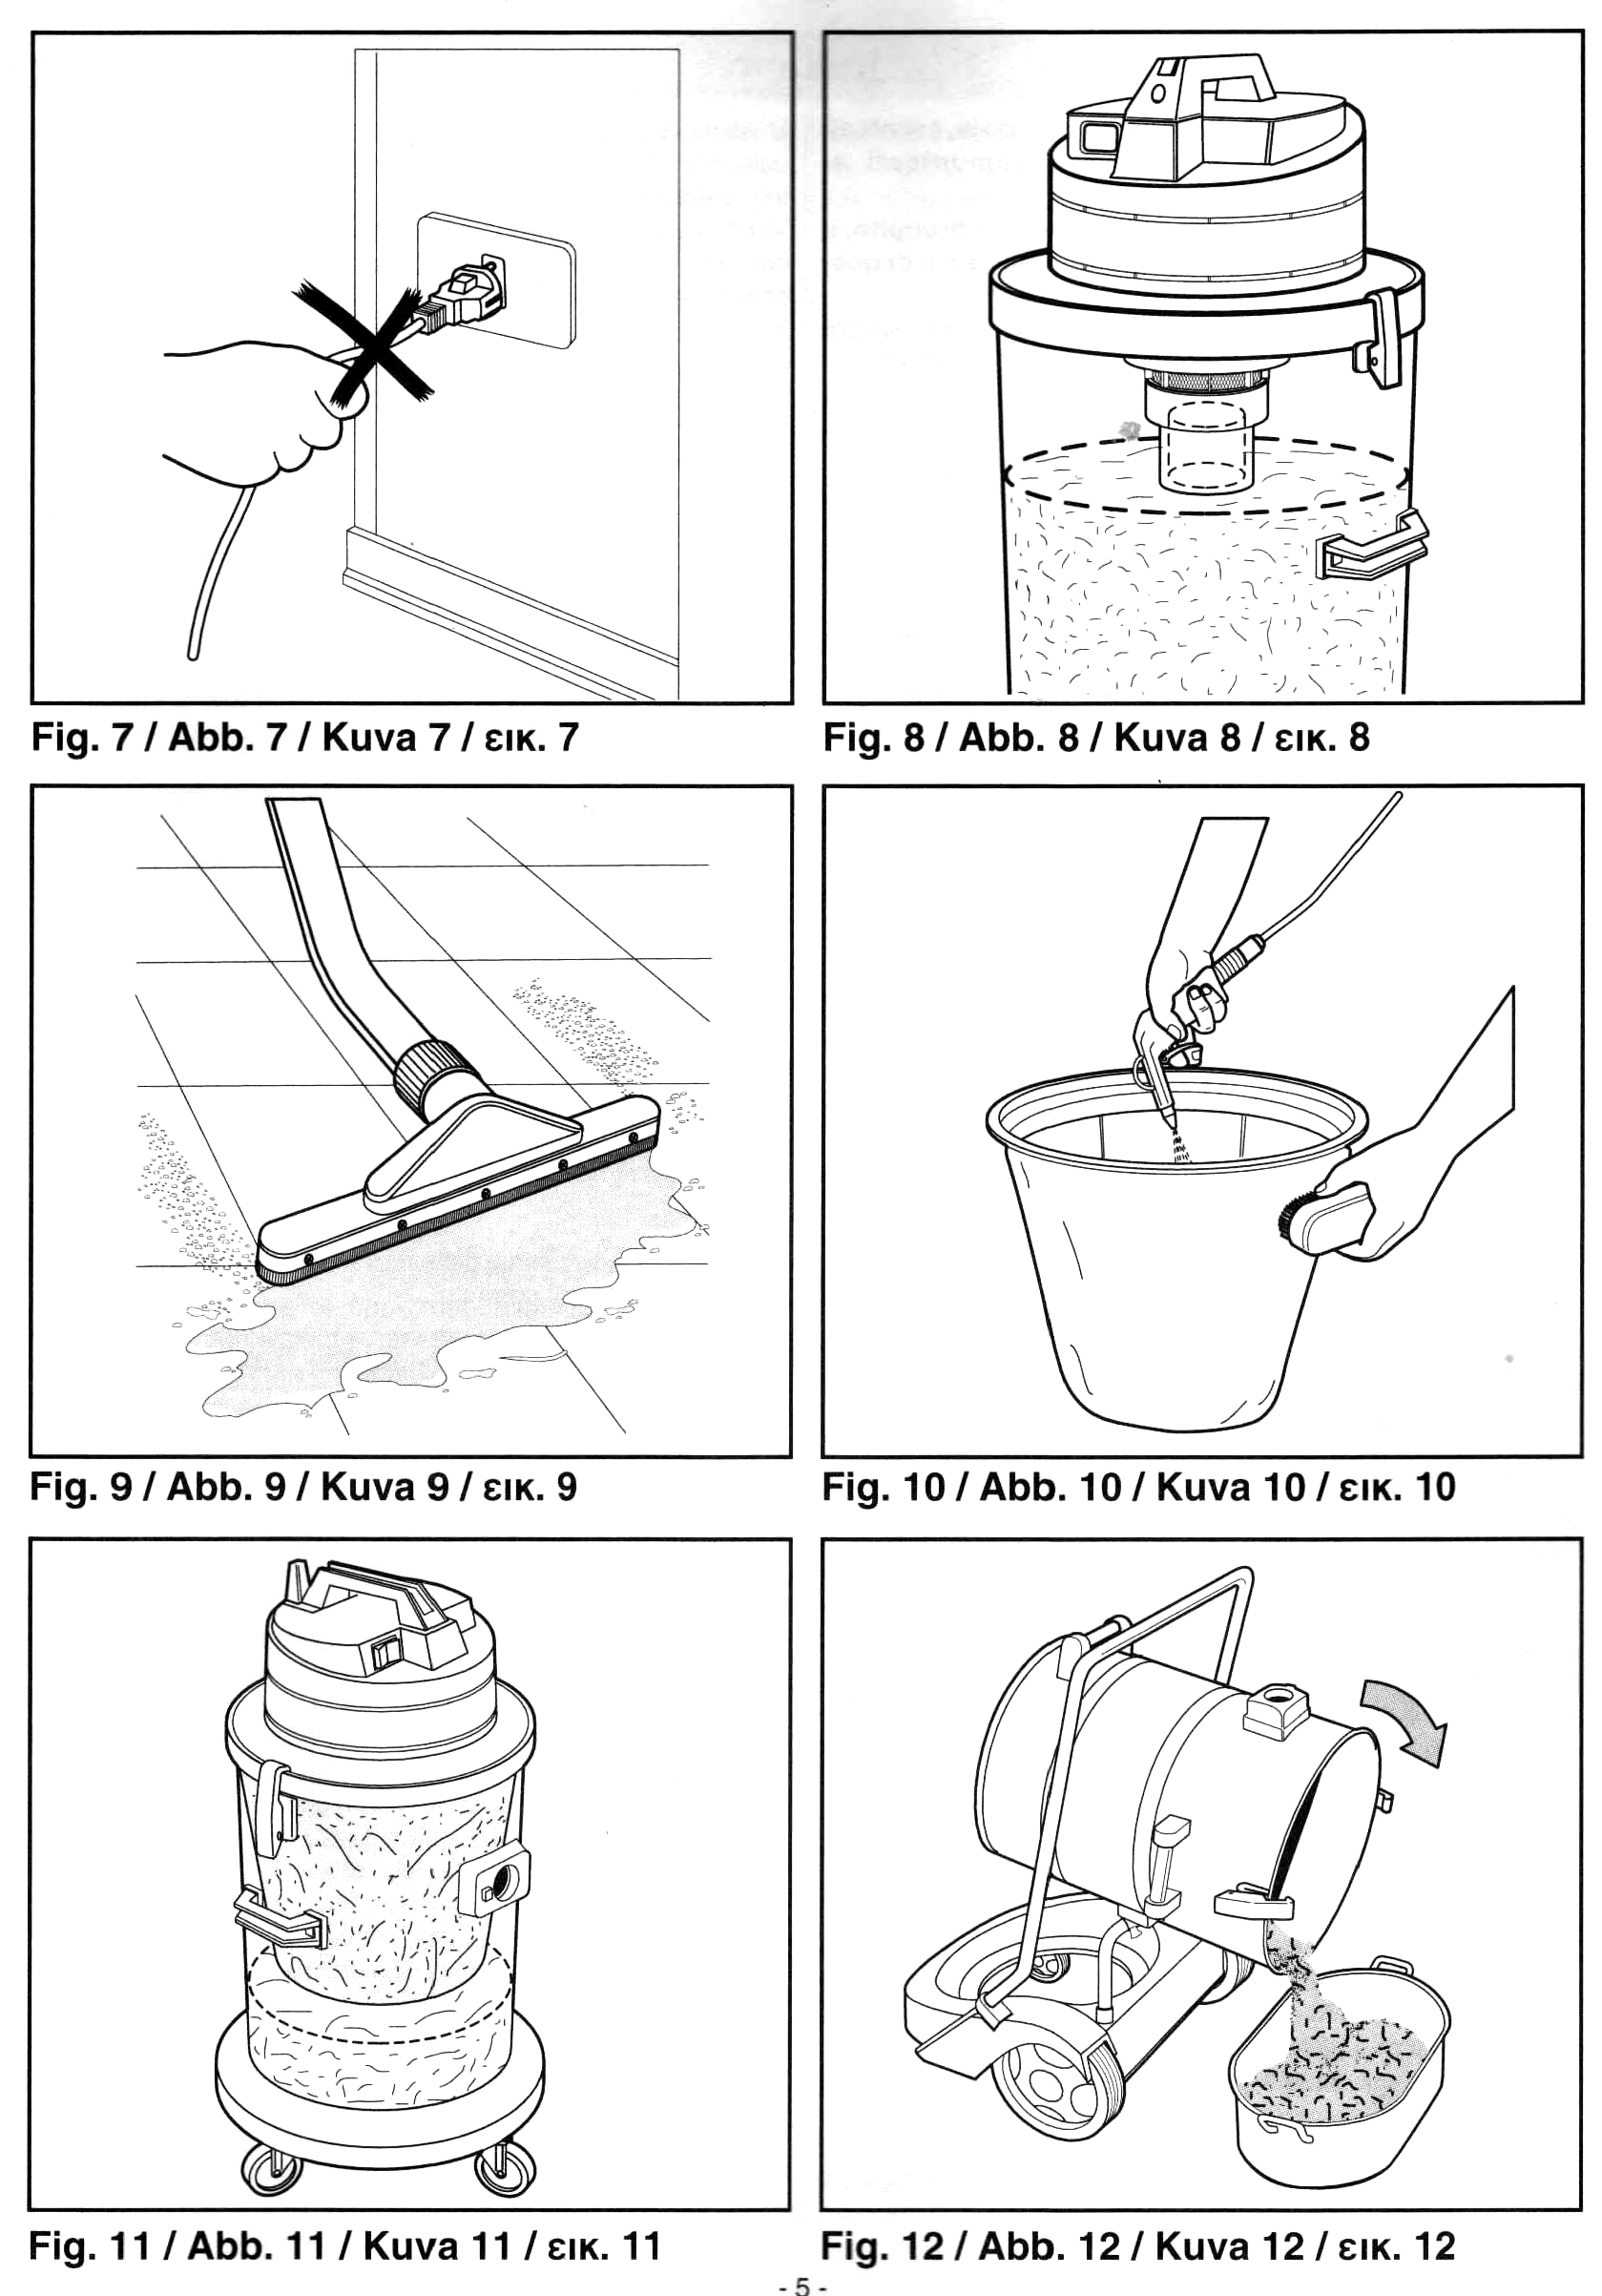 Fig. 7 / Abb. 7 / Kuva 7 / εικ. 7
Fig. 8 / Abb. 8 / Kuva 8 / εικ. 8
Fig. 9 / Abb. 9 / Kuva 9 / εικ. 9
Fig. 10 / Abb. 10 / Kuva 10 / εικ. 10
Fig. 11 / Abb. 11 / Kuva 11 / εικ. 11
Fig. 12 / Abb. 12 / Kuva 12 / εικ. 12
- 5 -